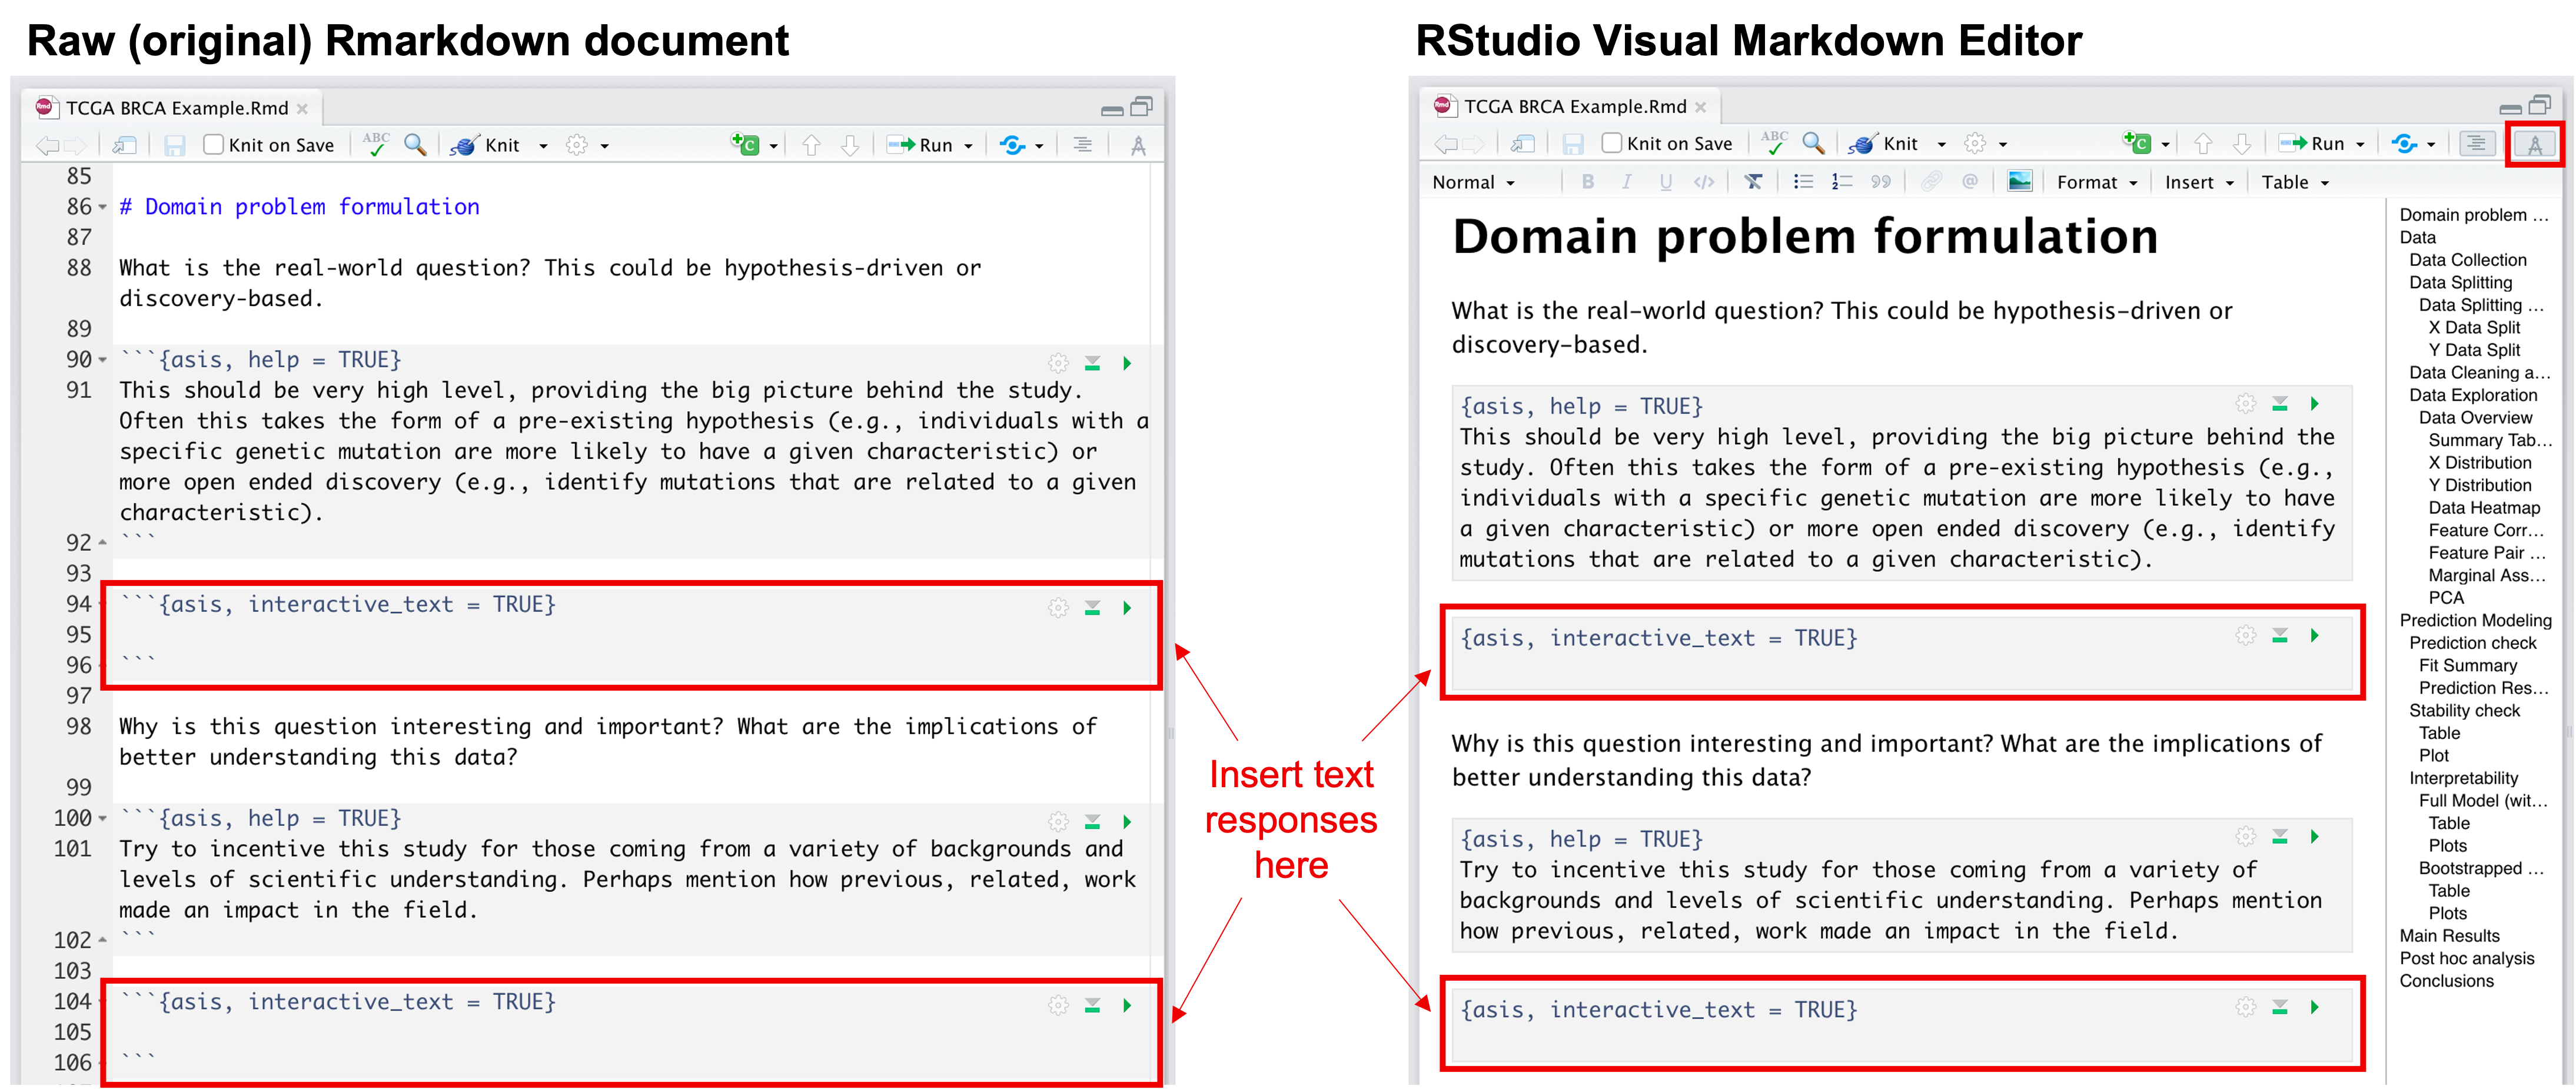 Raw (original) Rmarkdown document
TCGA BRCA Example.Rmd
Knit on Save
ABC
Knit
Run
85
86 # Domain problem formulation
87
88 What is the real-world question? This could be hypothesis-driven or
discovery-based.
89
90 ```{asis, help = TRUE}
91 This should be very high level, providing the big picture behind the study.
Often this takes the form of a pre-existing hypothesis (e.g., individuals with a
specific genetic mutation are more likely to have a given characteristic) or
more open ended discovery (e.g., identify mutations that are related to a given
characteristic).
92 ```
93
94 ```{asis, interactive_text = TRUE}
95
96 ```
97
98 Why is this question interesting and important? What are the implications of
better understanding this data?
99
100 ```{asis, help = TRUE}
101 Try to incentive this study for those coming from a variety of backgrounds and
levels of scientific understanding. Perhaps mention how previous, related, work
made an impact in the field.
102 ```
103
104 ```{asis, interactive_text = TRUE}
105
106 ```
Insert text
responses
here
RStudio Visual Markdown Editor
TCGA BRCA Example.Rmd
Knit on Save
ABC
Knit
Run
Normal
B I U </>
Format
Insert
Table
Domain problem formulation
What is the real-world question? This could be hypothesis-driven or
discovery-based.
{asis, help = TRUE}
This should be very high level, providing the big picture behind the
study. Often this takes the form of a pre-existing hypothesis (e.g.,
individuals with a specific genetic mutation are more likely to have
a given characteristic) or more open ended discovery (e.g., identify
mutations that are related to a given characteristic).
{asis, interactive_text = TRUE}
Why is this question interesting and important? What are the implications of
better understanding this data?
{asis, help = TRUE}
Try to incentive this study for those coming from a variety of
backgrounds and levels of scientific understanding. Perhaps mention
how previous, related, work made an impact in the field.
{asis, interactive_text = TRUE}
Domain problem ...
Data
Data Collection
Data Splitting
Data Splitting ...
X Data Split
Y Data Split
Data Cleaning a...
Data Exploration
Data Overview
Summary Tab...
X Distribution
Y Distribution
Data Heatmap
Feature Corr...
Feature Pair ...
Marginal Ass...
PCA
Prediction Modeling
Prediction check
Fit Summary
Prediction Res...
Stability check
Table
Plot
Interpretability
Full Model (wit...
Table
Plots
Bootstrapped ...
Table
Plots
Main Results
Post hoc analysis
Conclusions